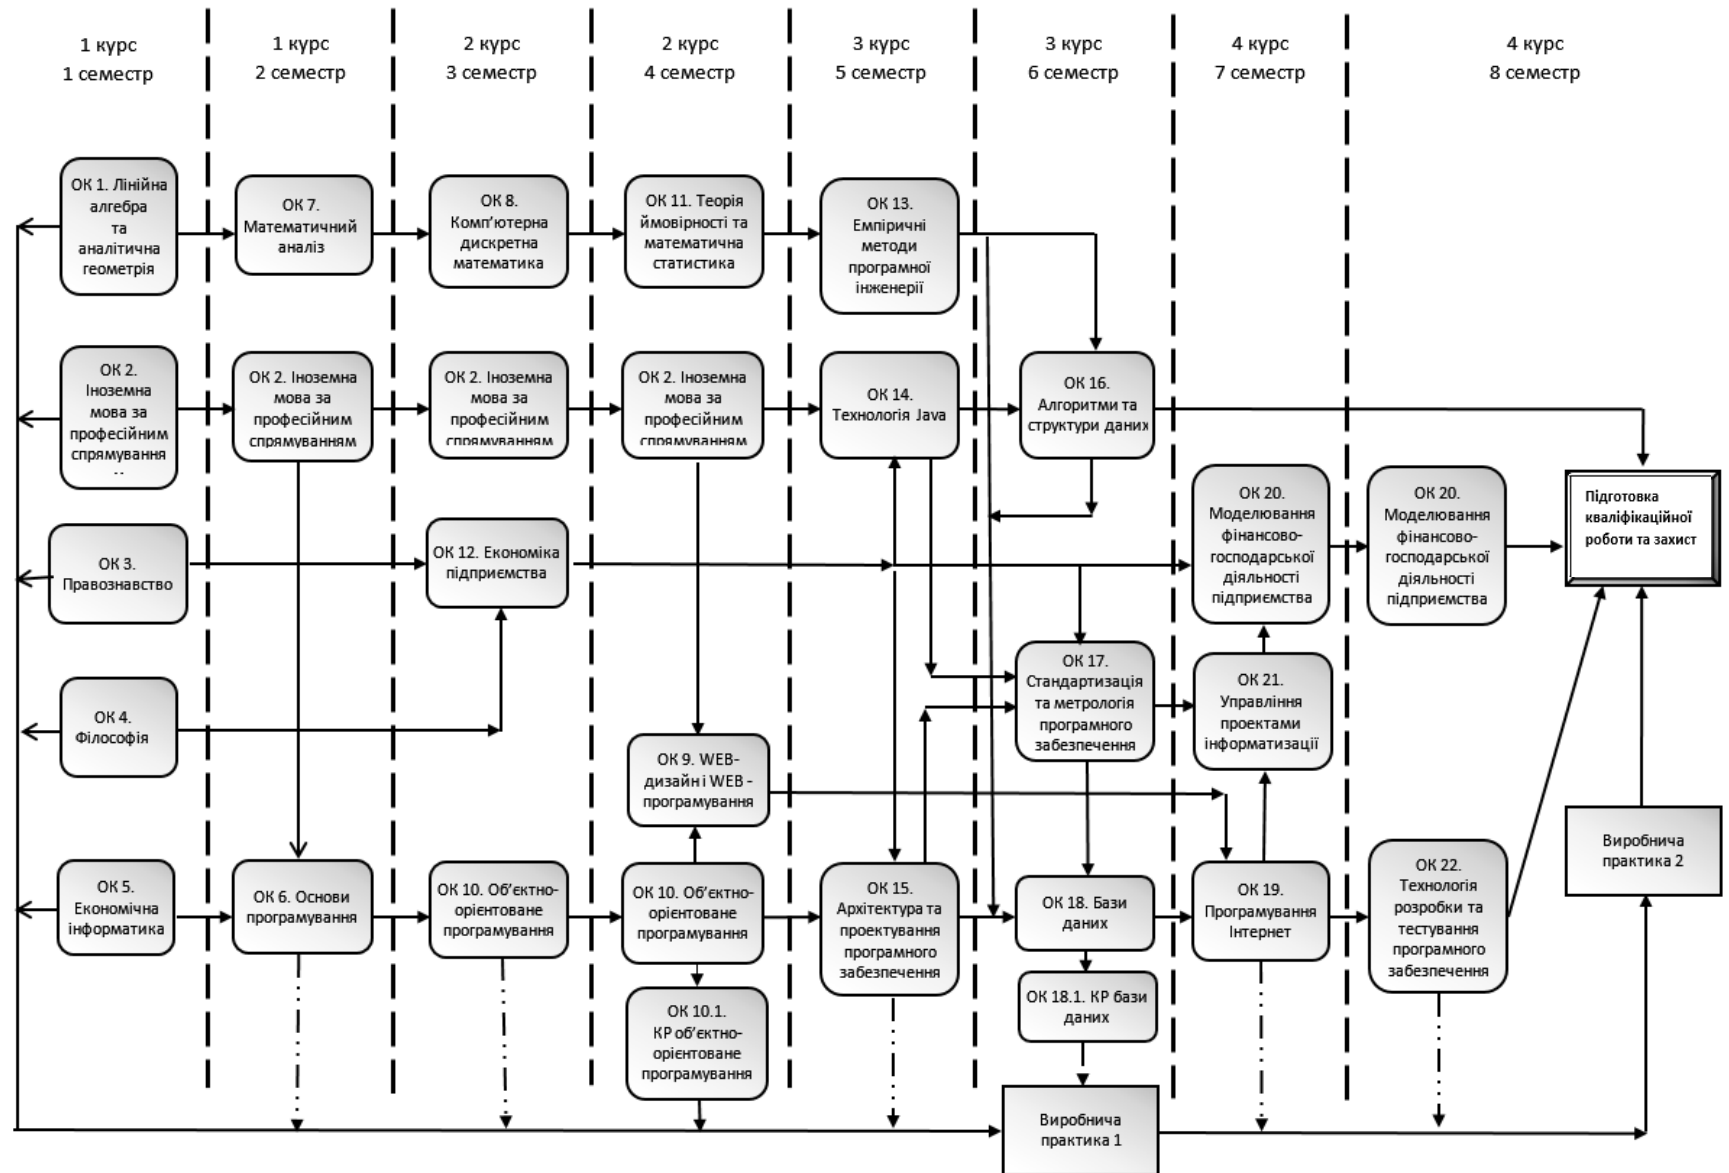 1 курс
1 семестр
1 курс
2 семестр
2 курс
3 семестр
2 курс
4 семестр
3 курс
5 семестр
3 курс
6 семестр
4 курс
7 семестр
4 курс
8 семестр
ОК 1. Лінійна
алгебра
та
аналітична
геометрія
ОК 7.
Математичний
аналіз
ОК 8.
Комп’ютерна
дискретна
математика
ОК 11. Теорія
ймовірності та
математична
статистика
ОК 13.
Емпіричні
методи
програмної
інженерії
ОК 2.
Іноземна
мова за
професійним
спрямування
ОК 2. Іноземна
мова за
професійним
спрямуванням
ОК 2. Іноземна
мова за
професійним
спрямуванням
ОК 2. Іноземна
мова за
професійним
спрямуванням
ОК 14.
Технологія Java
ОК 16.
Алгоритми та
структури даних
ОК 3.
Правознавство
ОК 12. Економіка
підприємства
ОК 20.
Моделювання
фінансово-
господарської
діяльності
підприємства
ОК 20.
Моделювання
фінансово-
господарської
діяльності
підприємства
Підготовка
кваліфікаційної
роботи та захист
ОК 4.
Філософія
ОК 9. WEB-
дизайн і WEB -
програмування
ОК 17.
Стандартизація
та метрологія
програмного
забезпечення
ОК 21.
Управління
проектами
інформатизації
Виробнича
практика 2
ОК 5.
Економічна
інформатика
ОК 6. Основи
програмування
ОК 10. Об’єктно-
орієнтоване
програмування
ОК 10. Об’єктно-
орієнтоване
програмування
ОК 15.
Архітектура та
проектування
програмного
забезпечення
ОК 18. Бази
даних
ОК 19.
Програмування
Інтернет
ОК 22.
Технологія
розробки та
тестування
програмного
забезпечення
ОК 10.1.
КР об’єктно-
орієнтоване
програмування
ОК 18.1. КР бази
даних
Виробнича
практика 1